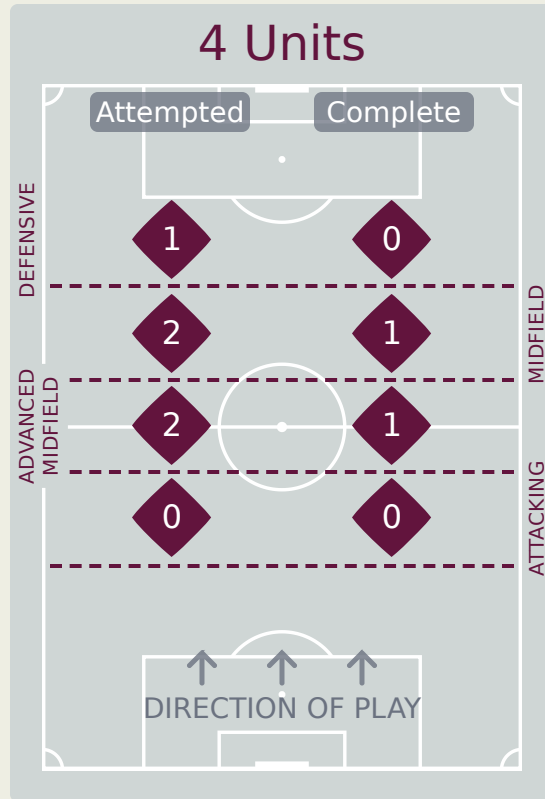 4 Units
Attempted Complete
DEFENSIVE
1 0
MIDFIELD
2 1
ADVANCED
MIDFIELD
2 1
ATTACKING
0 0
DIRECTION OF PLAY